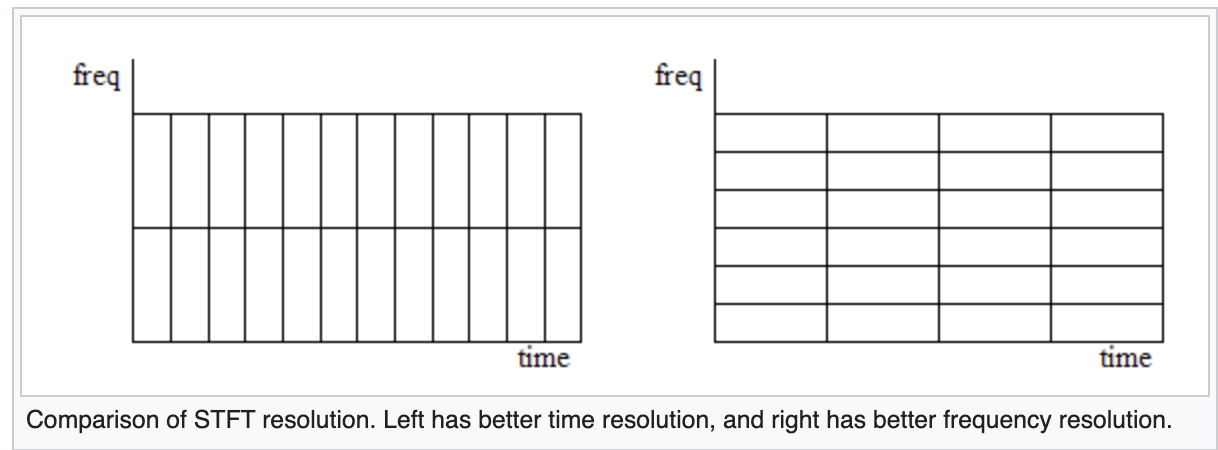 freq
freq
time
time
Comparison of STFT resolution. Left has better time resolution, and right has better frequency resolution.